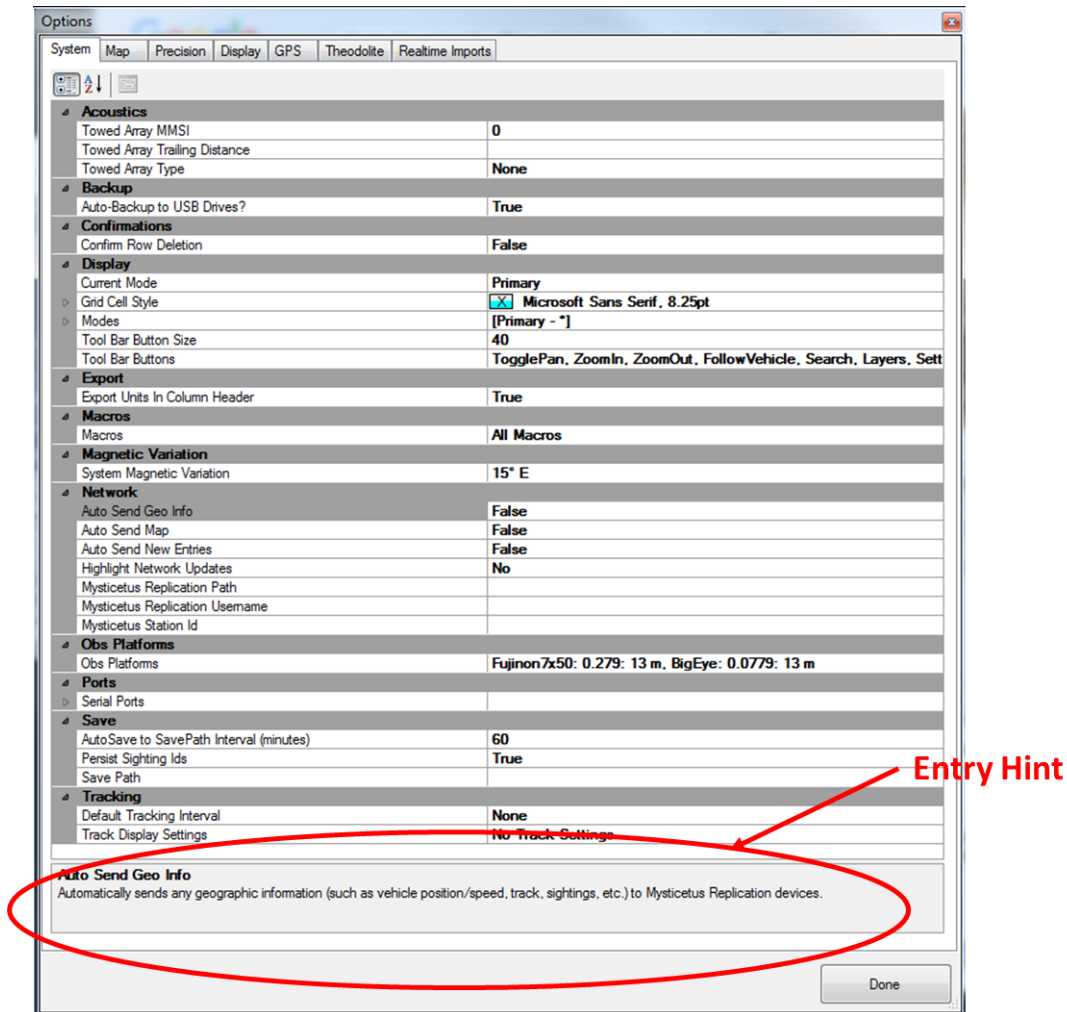 Options
System Map Precision Display GPS Theodolite Realtime Imports
Acoustics
Towed Array MMSI 0
Towed Array Trailing Distance
Towed Array Type None
Backup
Auto-Backup to USB Drives? True
Confirmations
Confirm Row Deletion False
Display
Current Mode Primary
Grid Cell Style X Microsoft Sans Serif, 8.25pt
Modes [Primary - *]
Tool Bar Button Size 40
Tool Bar Buttons TogglePan, ZoomIn, ZoomOut, FollowVehicle, Search, Layers, Sett
Export
Export Units In Column Header True
Macros
Macros All Macros
Magnetic Variation
System Magnetic Variation 15° E
Network
Auto Send Geo Info False
Auto Send Map False
Auto Send New Entries False
Highlight Network Updates No
Mysticetus Replication Path
Mysticetus Replication Username
Mysticetus Station Id
Obs Platforms
Obs Platforms Fujinon7x50: 0.279: 13 m, BigEye: 0.0779: 13 m
Ports
Serial Ports
Save
AutoSave to SavePath Interval (minutes) 60
Persist Sighting Ids True
Save Path
Entry Hint
Tracking
Default Tracking Interval None
Track Display Settings No Track Settings
Auto Send Geo Info
Automatically sends any geographic information (such as vehicle position/speed, track, sightings, etc.) to Mysticetus Replication devices.
Done